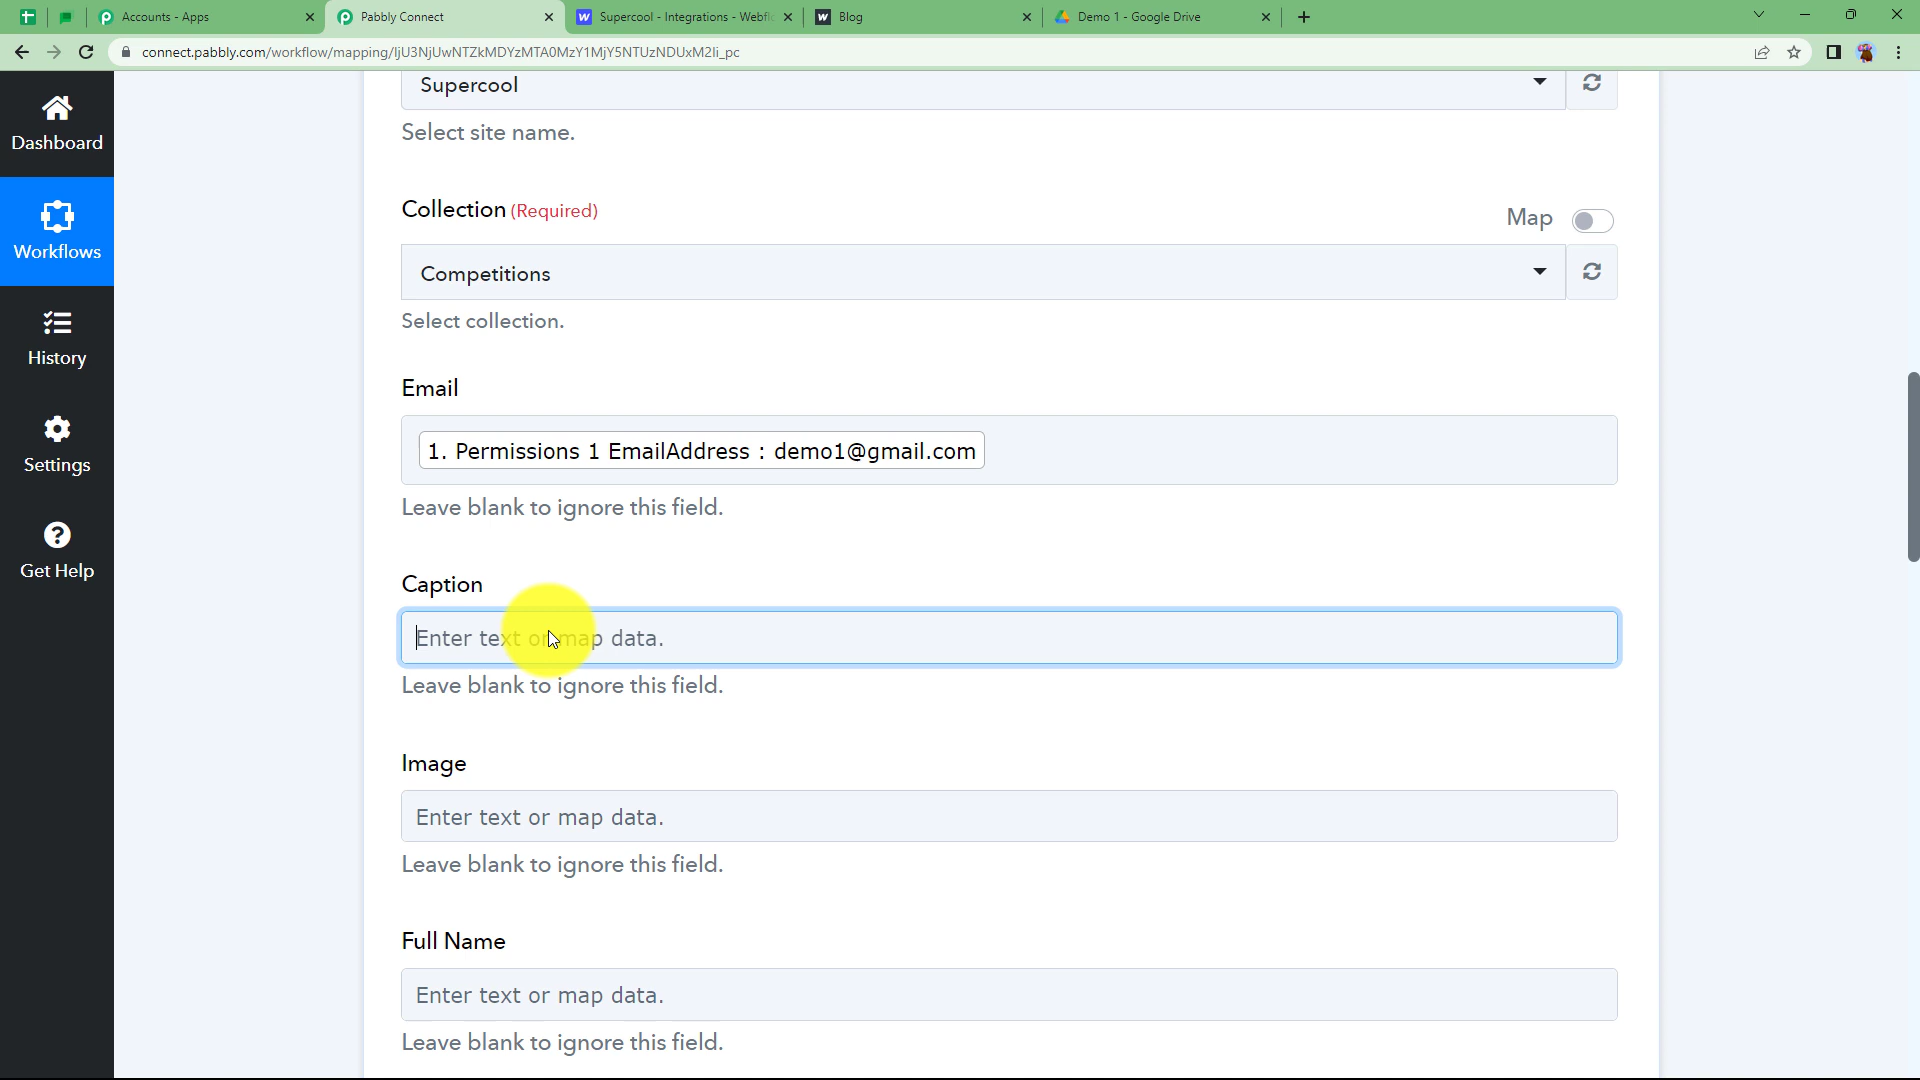 Accounts - Apps
Pabbly Connect
Supercool - Integrations - Webflo
Blog
Demo 1 - Google Drive
connect.pabbly.com/workflow/mapping/IjU3NjUwNTZkMDYzMTA0MzY1MjY5NTUzNDUxM2Ii_pc
Dashboard
Workflows
History
Settings
Get Help
Supercool
Select site name.
Collection (Required)
Map
Competitions
Select collection.
Email
1. Permissions 1 EmailAddress : demo1@gmail.com
Leave blank to ignore this field.
Caption
Enter text or map data.
Leave blank to ignore this field.
Image
Enter text or map data.
Leave blank to ignore this field.
Full Name
Enter text or map data.
Leave blank to ignore this field.